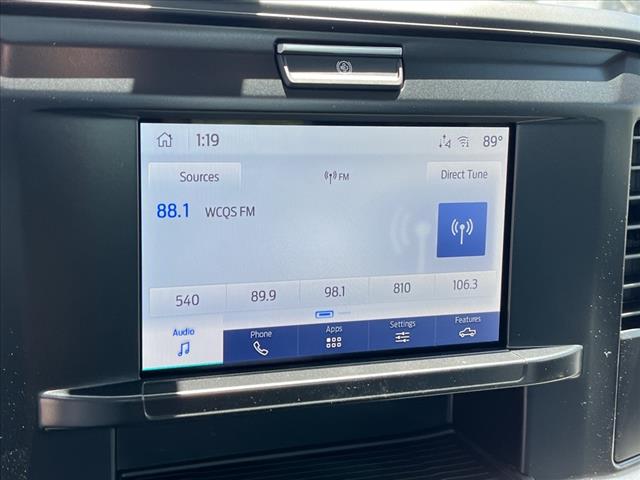 1:19 89°
Sources FM Direct Tune
88.1 WCQS FM
540 89.9 98.1 810 106.3
Audio Phone Apps Settings Features